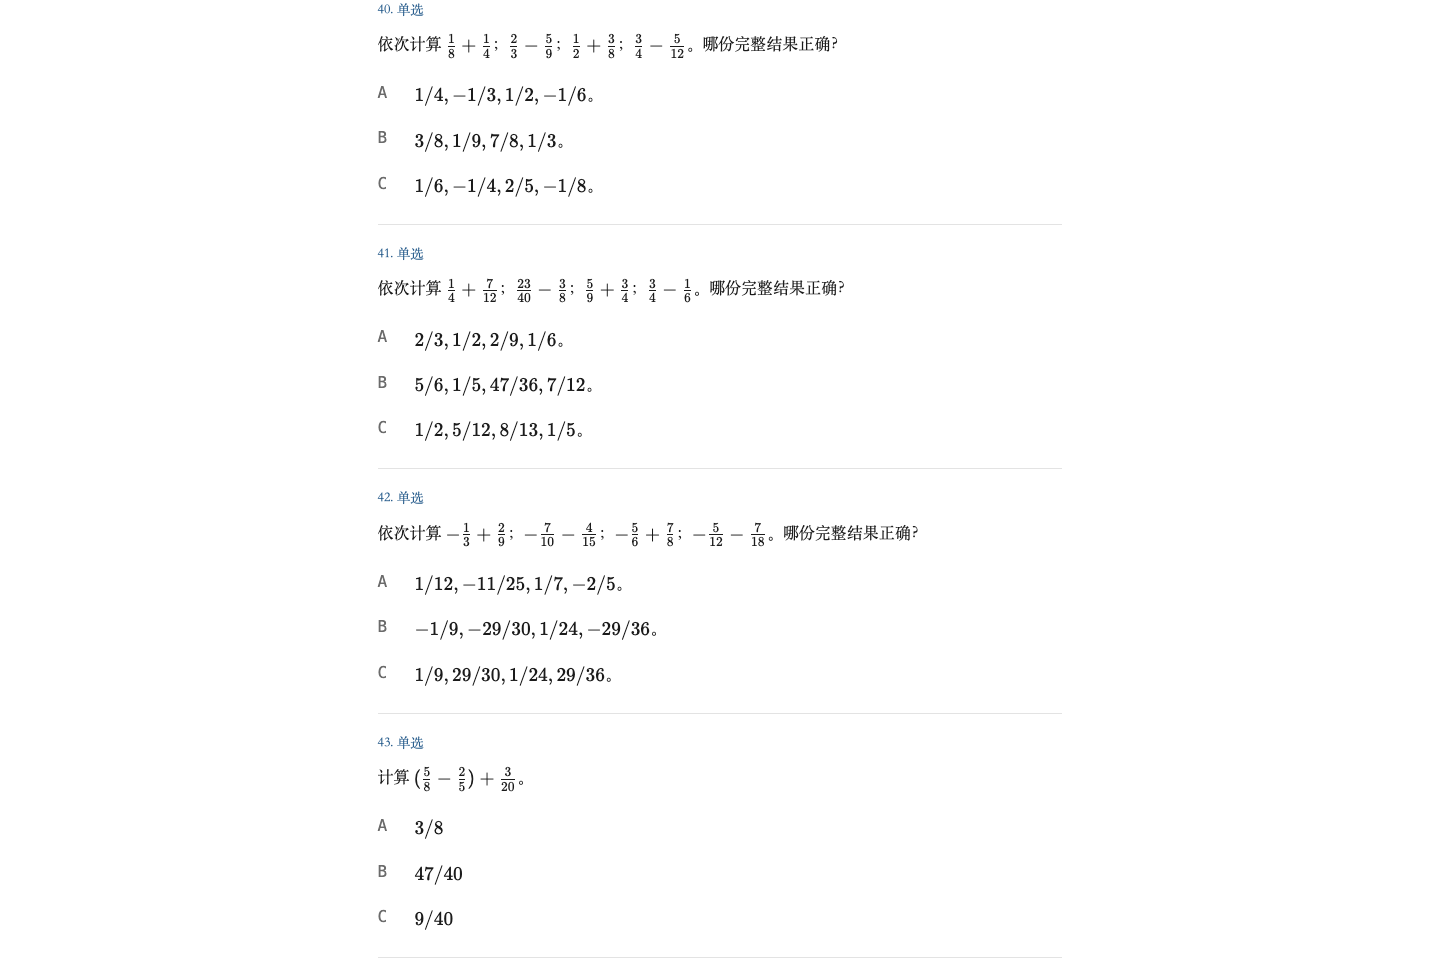 40. 单选
依次计算 1/8 + 1/4； 2/3 − 5/9； 1/2 + 3/8； 3/4 − 5/12。哪份完整结果正确?
A 1/4, −1/3, 1/2, −1/6。
B 3/8, 1/9, 7/8, 1/3。
C 1/6, −1/4, 2/5, −1/8。
41. 单选
依次计算 1/4 + 7/12； 23/40 − 3/8； 5/9 + 3/4； 3/4 − 1/6。哪份完整结果正确?
A 2/3, 1/2, 2/9, 1/6。
B 5/6, 1/5, 47/36, 7/12。
C 1/2, 5/12, 8/13, 1/5。
42. 单选
依次计算 −1/3 + 2/9； −7/10 − 4/15； −5/6 + 7/8； −5/12 − 7/18。哪份完整结果正确?
A 1/12, −11/25, 1/7, −2/5。
B −1/9, −29/30, 1/24, −29/36。
C 1/9, 29/30, 1/24, 29/36。
43. 单选
计算 (5/8 − 2/5) + 3/20。
A 3/8
B 47/40
C 9/40